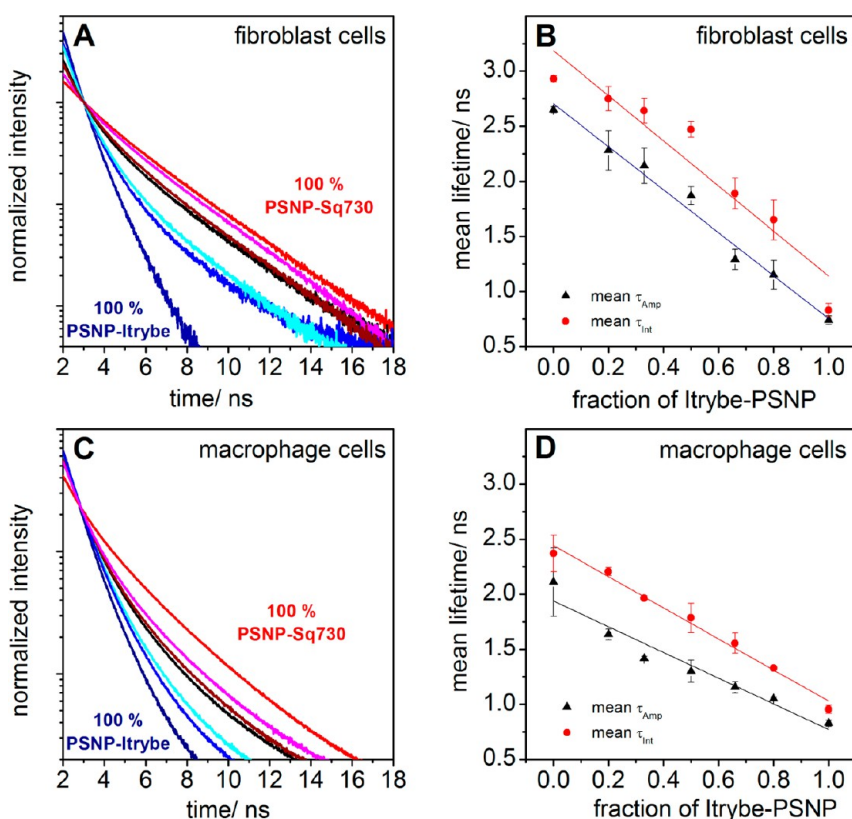 A
fibroblast cells
normalized intensity
100 %
PSNP-Sq730
100 %
PSNP-Itrybe
2 4 6 8 10 12 14 16 18
time/ ns
B
fibroblast cells
mean lifetime/ ns
3.0
2.5
2.0
1.5
1.0
0.5
mean τAmp
mean τInt
0.0 0.2 0.4 0.6 0.8 1.0
fraction of Itrybe-PSNP
C
macrophage cells
normalized intensity
100 %
PSNP-Sq730
100 %
PSNP-Itrybe
2 4 6 8 10 12 14 16 18
time/ ns
D
macrophage cells
mean lifetime/ ns
3.0
2.5
2.0
1.5
1.0
0.5
mean τAmp
mean τInt
0.0 0.2 0.4 0.6 0.8 1.0
fraction of Itrybe-PSNP